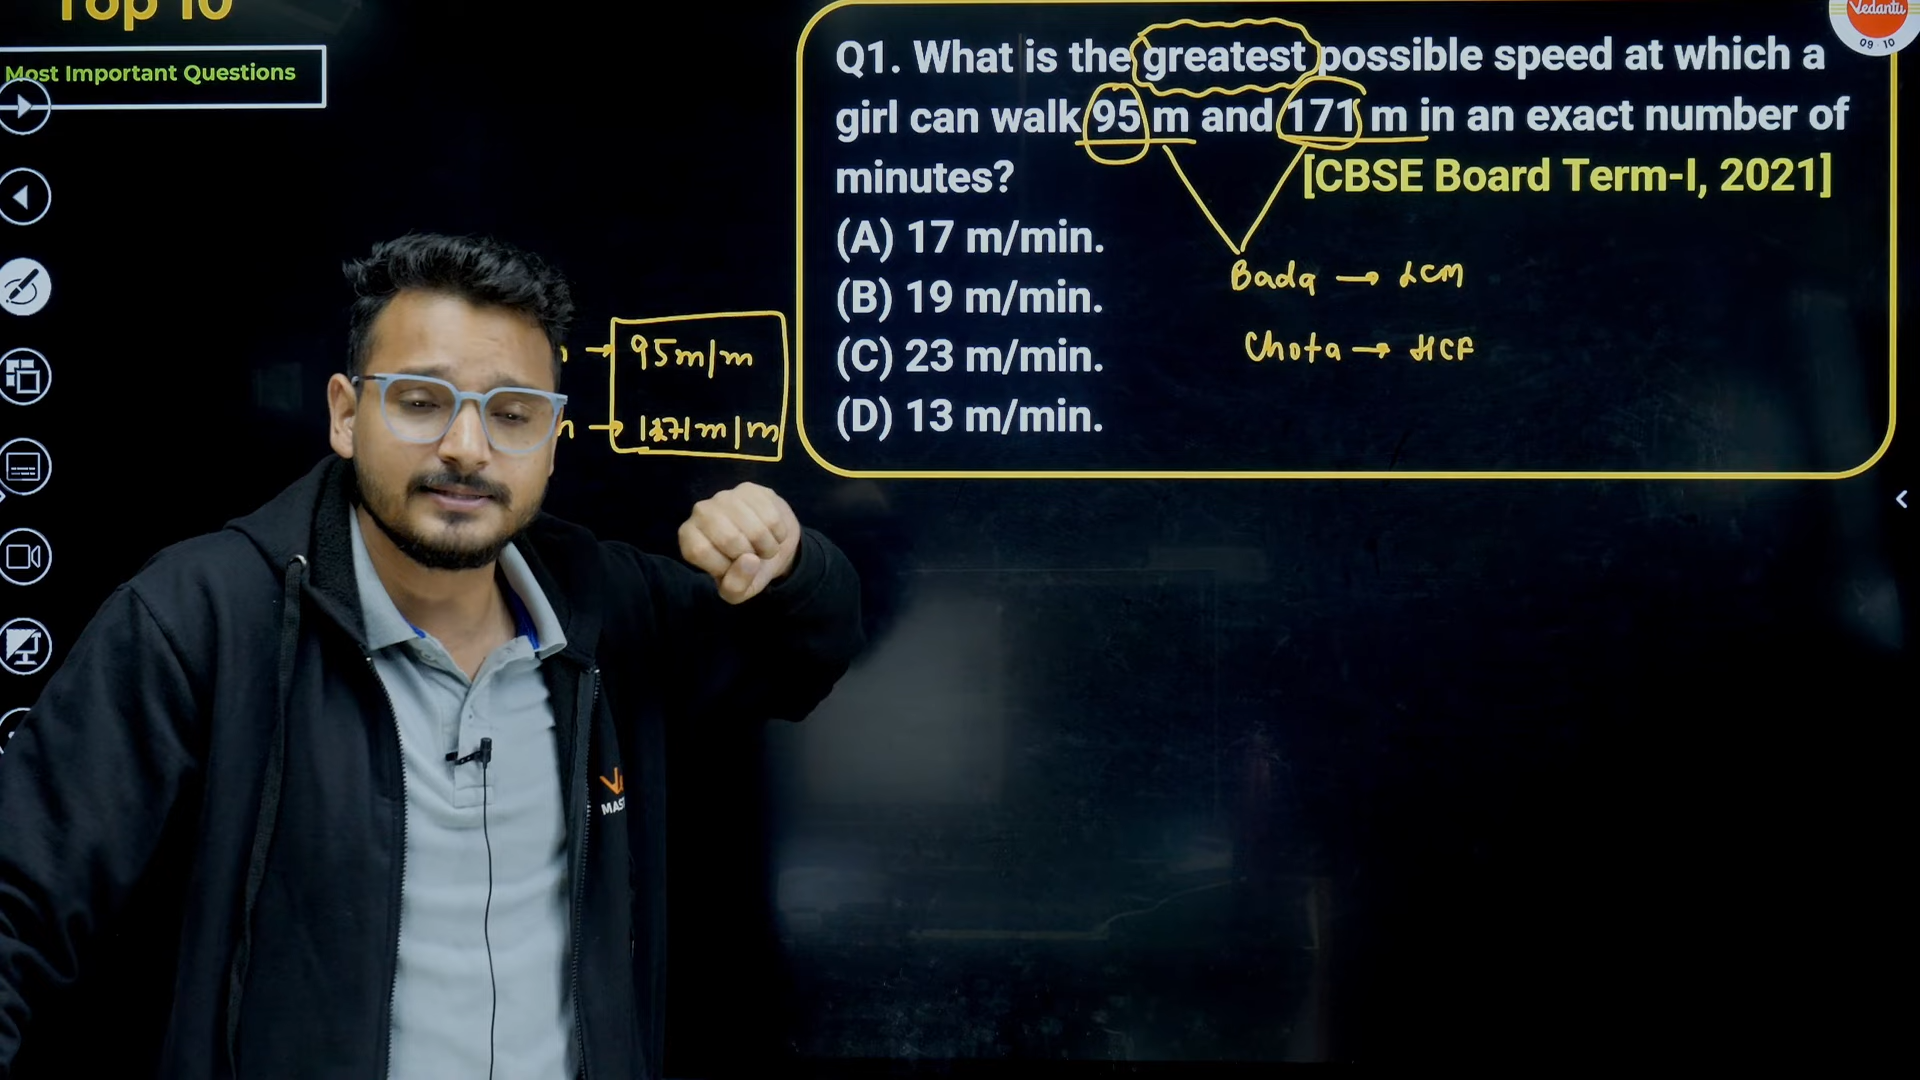 Top 10
Most Important Questions
Vedantu
09 - 10
Q1. What is the greatest possible speed at which a
girl can walk 95 m and 171 m in an exact number of
minutes?
[CBSE Board Term-I, 2021]
(A) 17 m/min.
(B) 19 m/min.
(C) 23 m/min.
(D) 13 m/min.
Bada → LCM
Chota → HCF
→ 95m/m
→ 171m/m